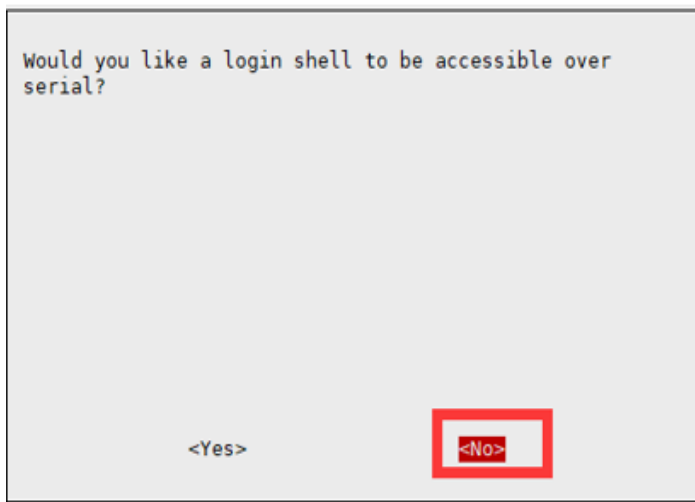 Would you like a login shell to be accessible over
serial?
<Yes> <No>